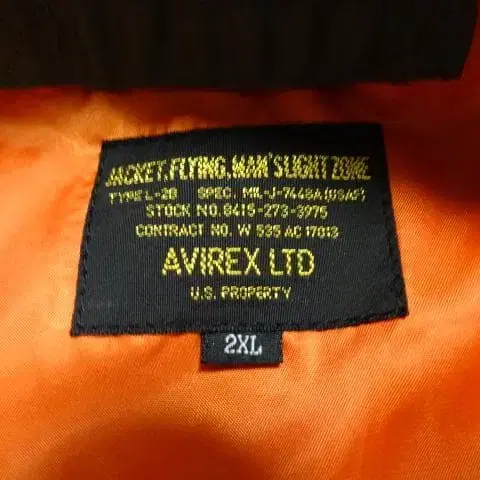 JACKET, FLYING, MAN'S LIGHT ZONE
TYPE L-2B SPEC. MIL-J-7448A (USAF)
STOCK NO. 8415-273-3975
CONTRACT NO. W 535 AC 17013
AVIREX LTD
U.S. PROPERTY
2XL